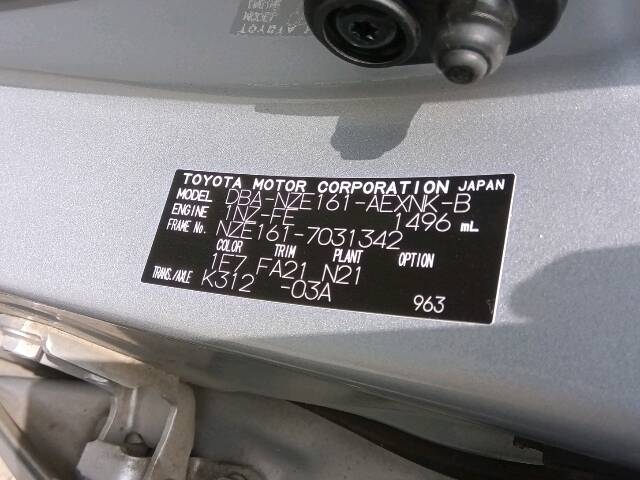 TOYOTA MOTOR CORPORATION JAPAN
MODEL DBA-NZE161-AEXNK-B
ENGINE 1NZ-FE 1496 mL
FRAME No. NZE161-7031342
COLOR TRIM PLANT OPTION
1E7 FA21 N21
TRANS./AXLE K312 -03A
963